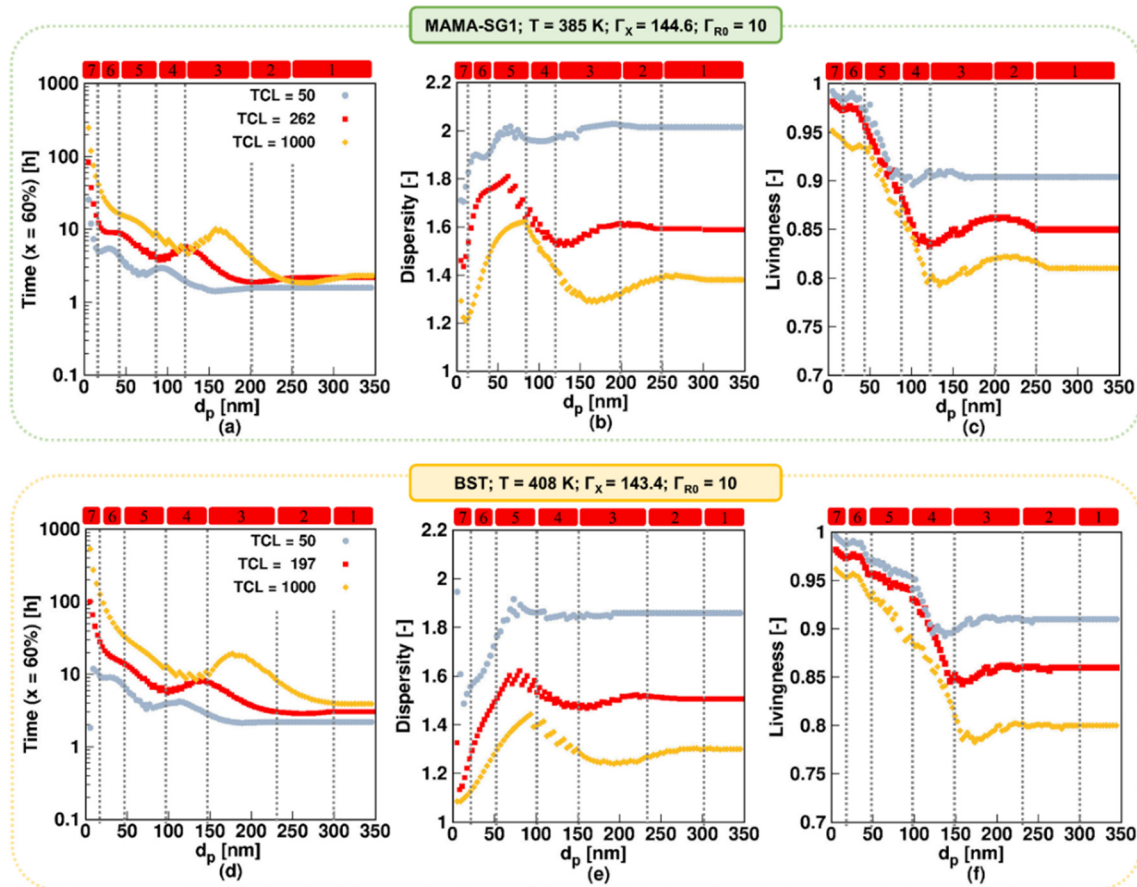 MAMA-SG1; T = 385 K; Γ_X = 144.6; Γ_R0 = 10
7 6 5 4 3 2 1
1000
100
10
1
0.1
Time (x = 60%) [h]
TCL = 50
TCL = 262
TCL = 1000
0 50 100 150 200 250 300 350
d_p [nm]
(a)
7 6 5 4 3 2 1
2.2
2
1.8
1.6
1.4
1.2
1
Dispersity [-]
0 50 100 150 200 250 300 350
d_p [nm]
(b)
7 6 5 4 3 2 1
1
0.95
0.9
0.85
0.8
0.75
0.7
Livingness [-]
0 50 100 150 200 250 300 350
d_p [nm]
(c)
BST; T = 408 K; Γ_X = 143.4; Γ_R0 = 10
7 6 5 4 3 2 1
1000
100
10
1
0.1
Time (x = 60%) [h]
TCL = 50
TCL = 197
TCL = 1000
0 50 100 150 200 250 300 350
d_p [nm]
(d)
7 6 5 4 3 2 1
2.2
2
1.8
1.6
1.4
1.2
1
Dispersity [-]
0 50 100 150 200 250 300 350
d_p [nm]
(e)
7 6 5 4 3 2 1
1
0.95
0.9
0.85
0.8
0.75
0.7
Livingness [-]
0 50 100 150 200 250 300 350
d_p [nm]
(f)